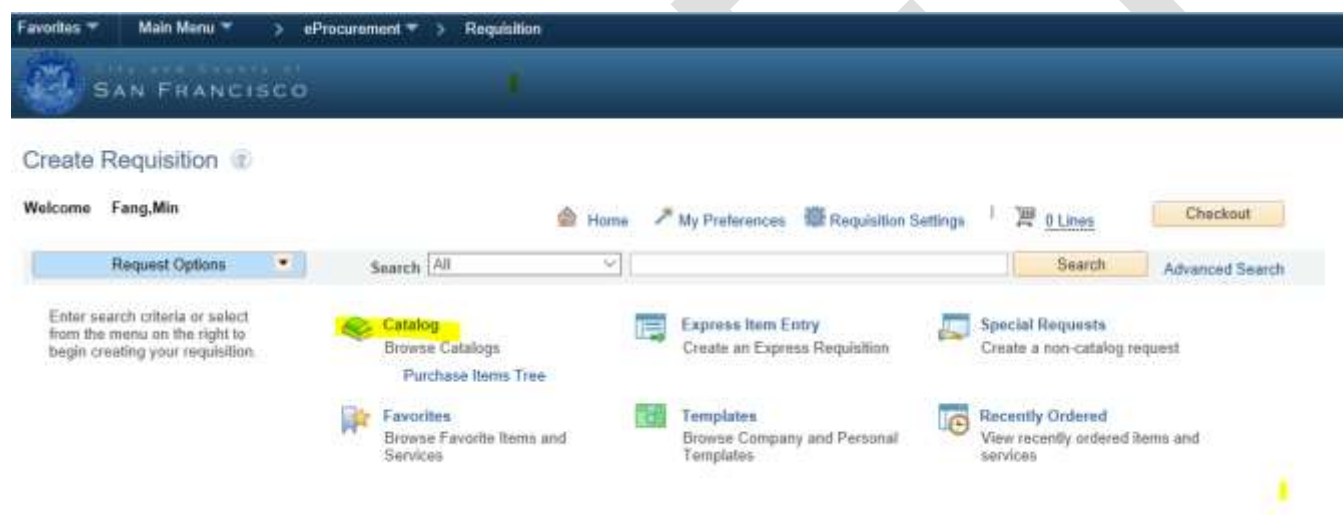 Favorites Main Menu > eProcurement > Requisition
City and County of
SAN FRANCISCO
Create Requisition
Welcome Fang,Min
Home My Preferences Requisition Settings | 0 Lines Checkout
Request Options Search All Search Advanced Search
Enter search criteria or select
from the menu on the right to
begin creating your requisition.
Catalog
Browse Catalogs
Purchase Items Tree
Express Item Entry
Create an Express Requisition
Special Requests
Create a non-catalog request
Favorites
Browse Favorite Items and
Services
Templates
Browse Company and Personal
Templates
Recently Ordered
View recently ordered items and
services